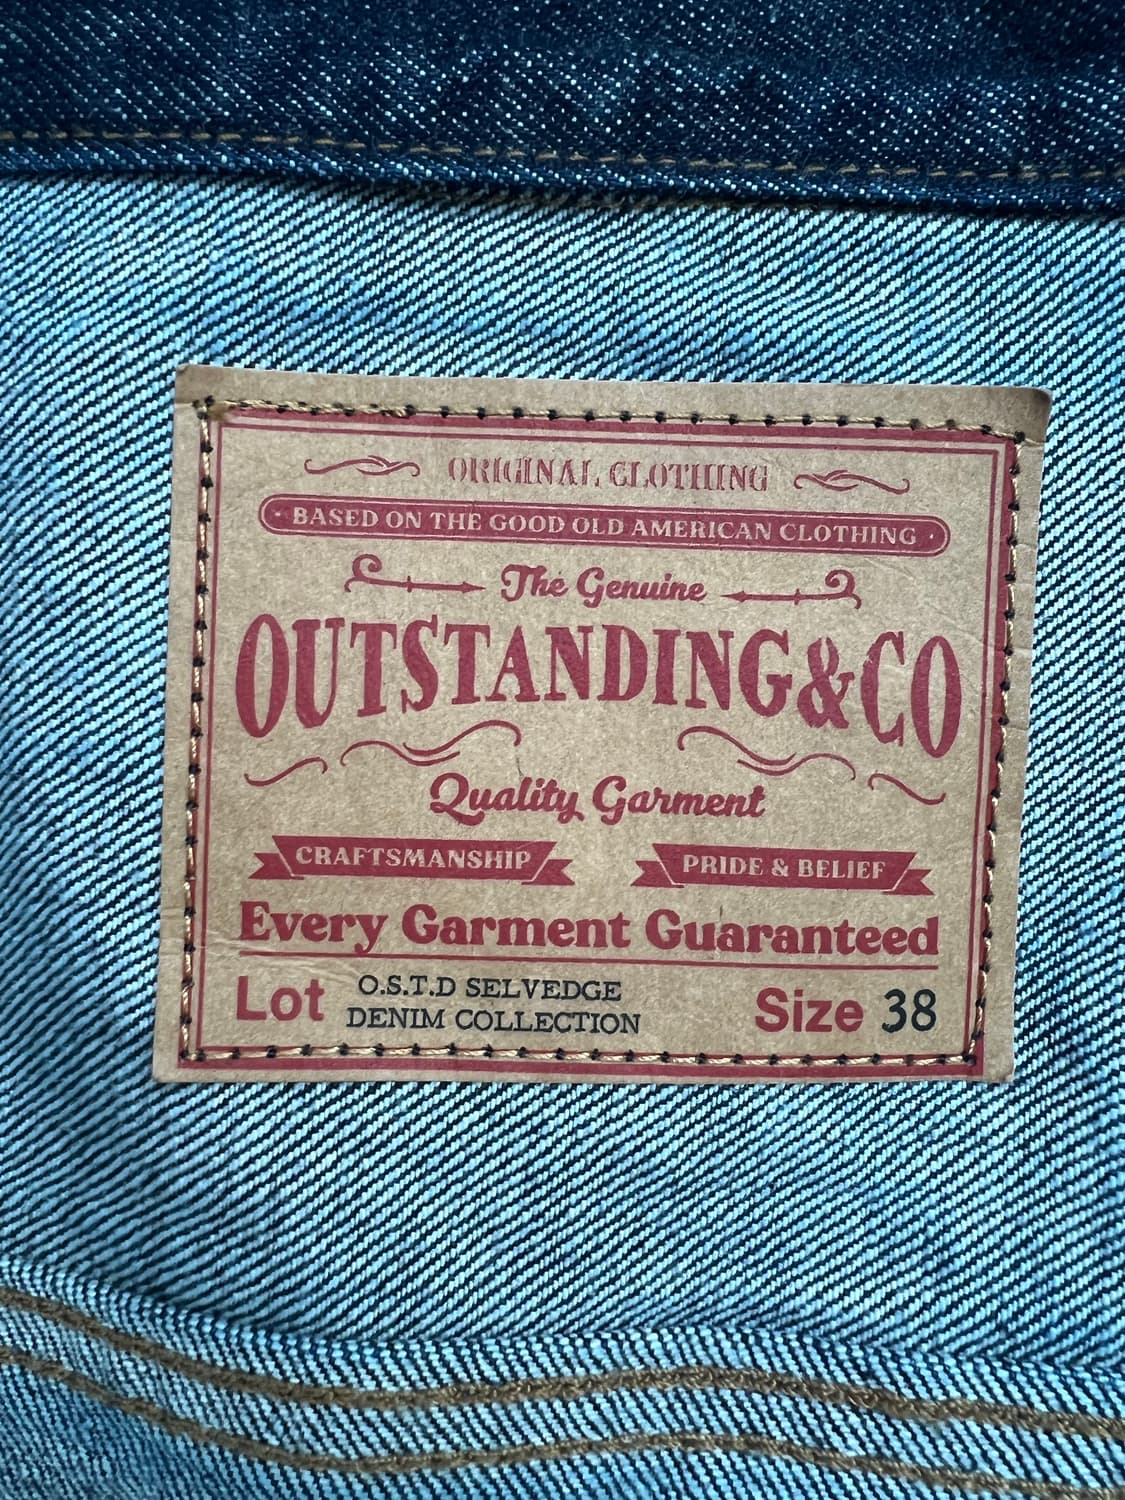 ORIGINAL CLOTHING
· BASED ON THE GOOD OLD AMERICAN CLOTHING ·
The Genuine
OUTSTANDING&CO
Quality Garment
CRAFTSMANSHIP PRIDE & BELIEF
Every Garment Guaranteed
Lot O.S.T.D SELVEDGE
DENIM COLLECTION
Size 38